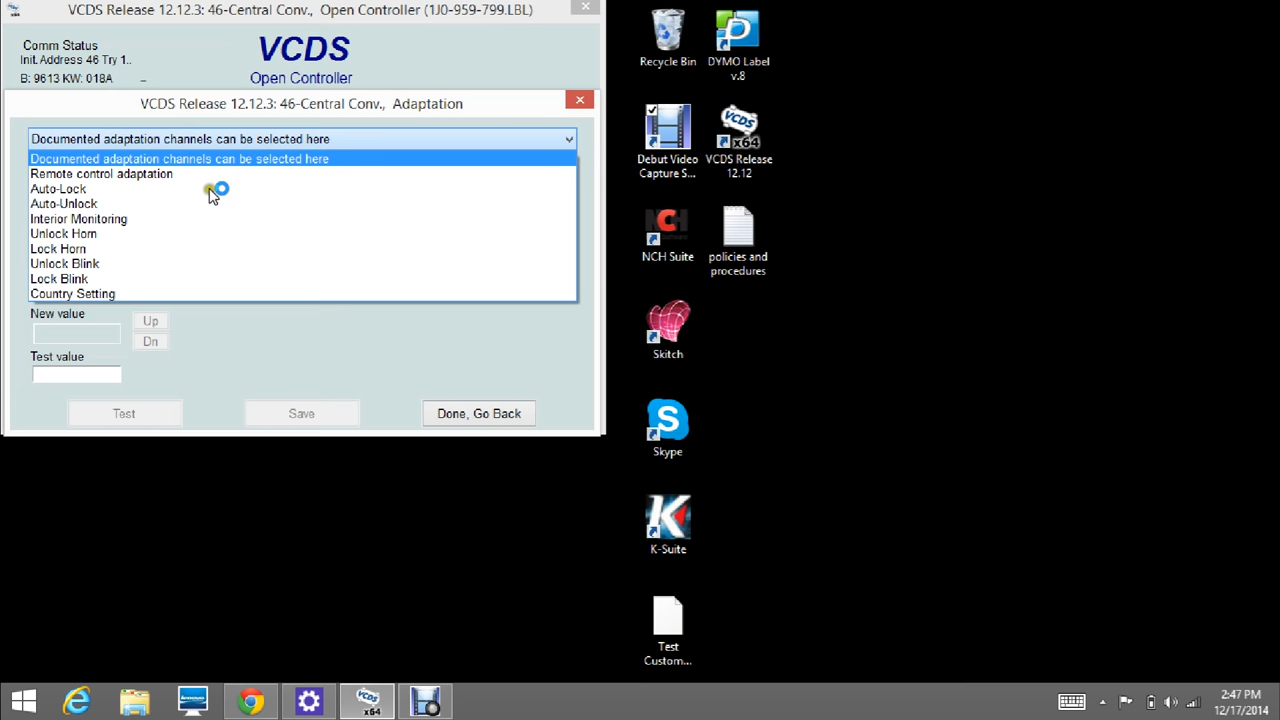 VCDS Release 12.12.3: 46-Central Conv., Open Controller (1J0-959-799.LBL)
Comm Status
Init. Address 46 Try 1..
B: 9613 KW: 018A
VCDS
Open Controller
VCDS Release 12.12.3: 46-Central Conv., Adaptation
Documented adaptation channels can be selected here
Documented adaptation channels can be selected here
Remote control adaptation
Auto-Lock
Auto-Unlock
Interior Monitoring
Unlock Horn
Lock Horn
Unlock Blink
Lock Blink
Country Setting
New value
Up
Dn
Test value
Test
Save
Done, Go Back
Recycle Bin
DYMO Label
v.8
Debut Video
Capture S...
VCDS
x64
VCDS Release
12.12
NCH
NCH Suite
policies and
procedures
Skitch
Skype
K-Suite
Test
Custom...
VCDS
x64
2:47 PM
12/17/2014